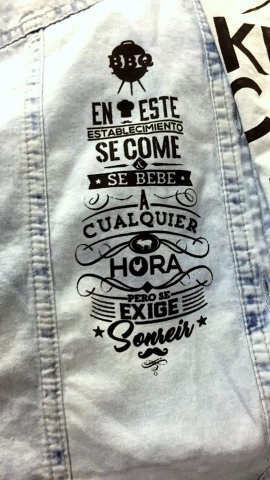 BBQ
EN ESTE
ESTABLECIMIENTO
SE COME
&
SE BEBE
A
CUALQUIER
HORA
PERO SE
EXIGE
Sonreír